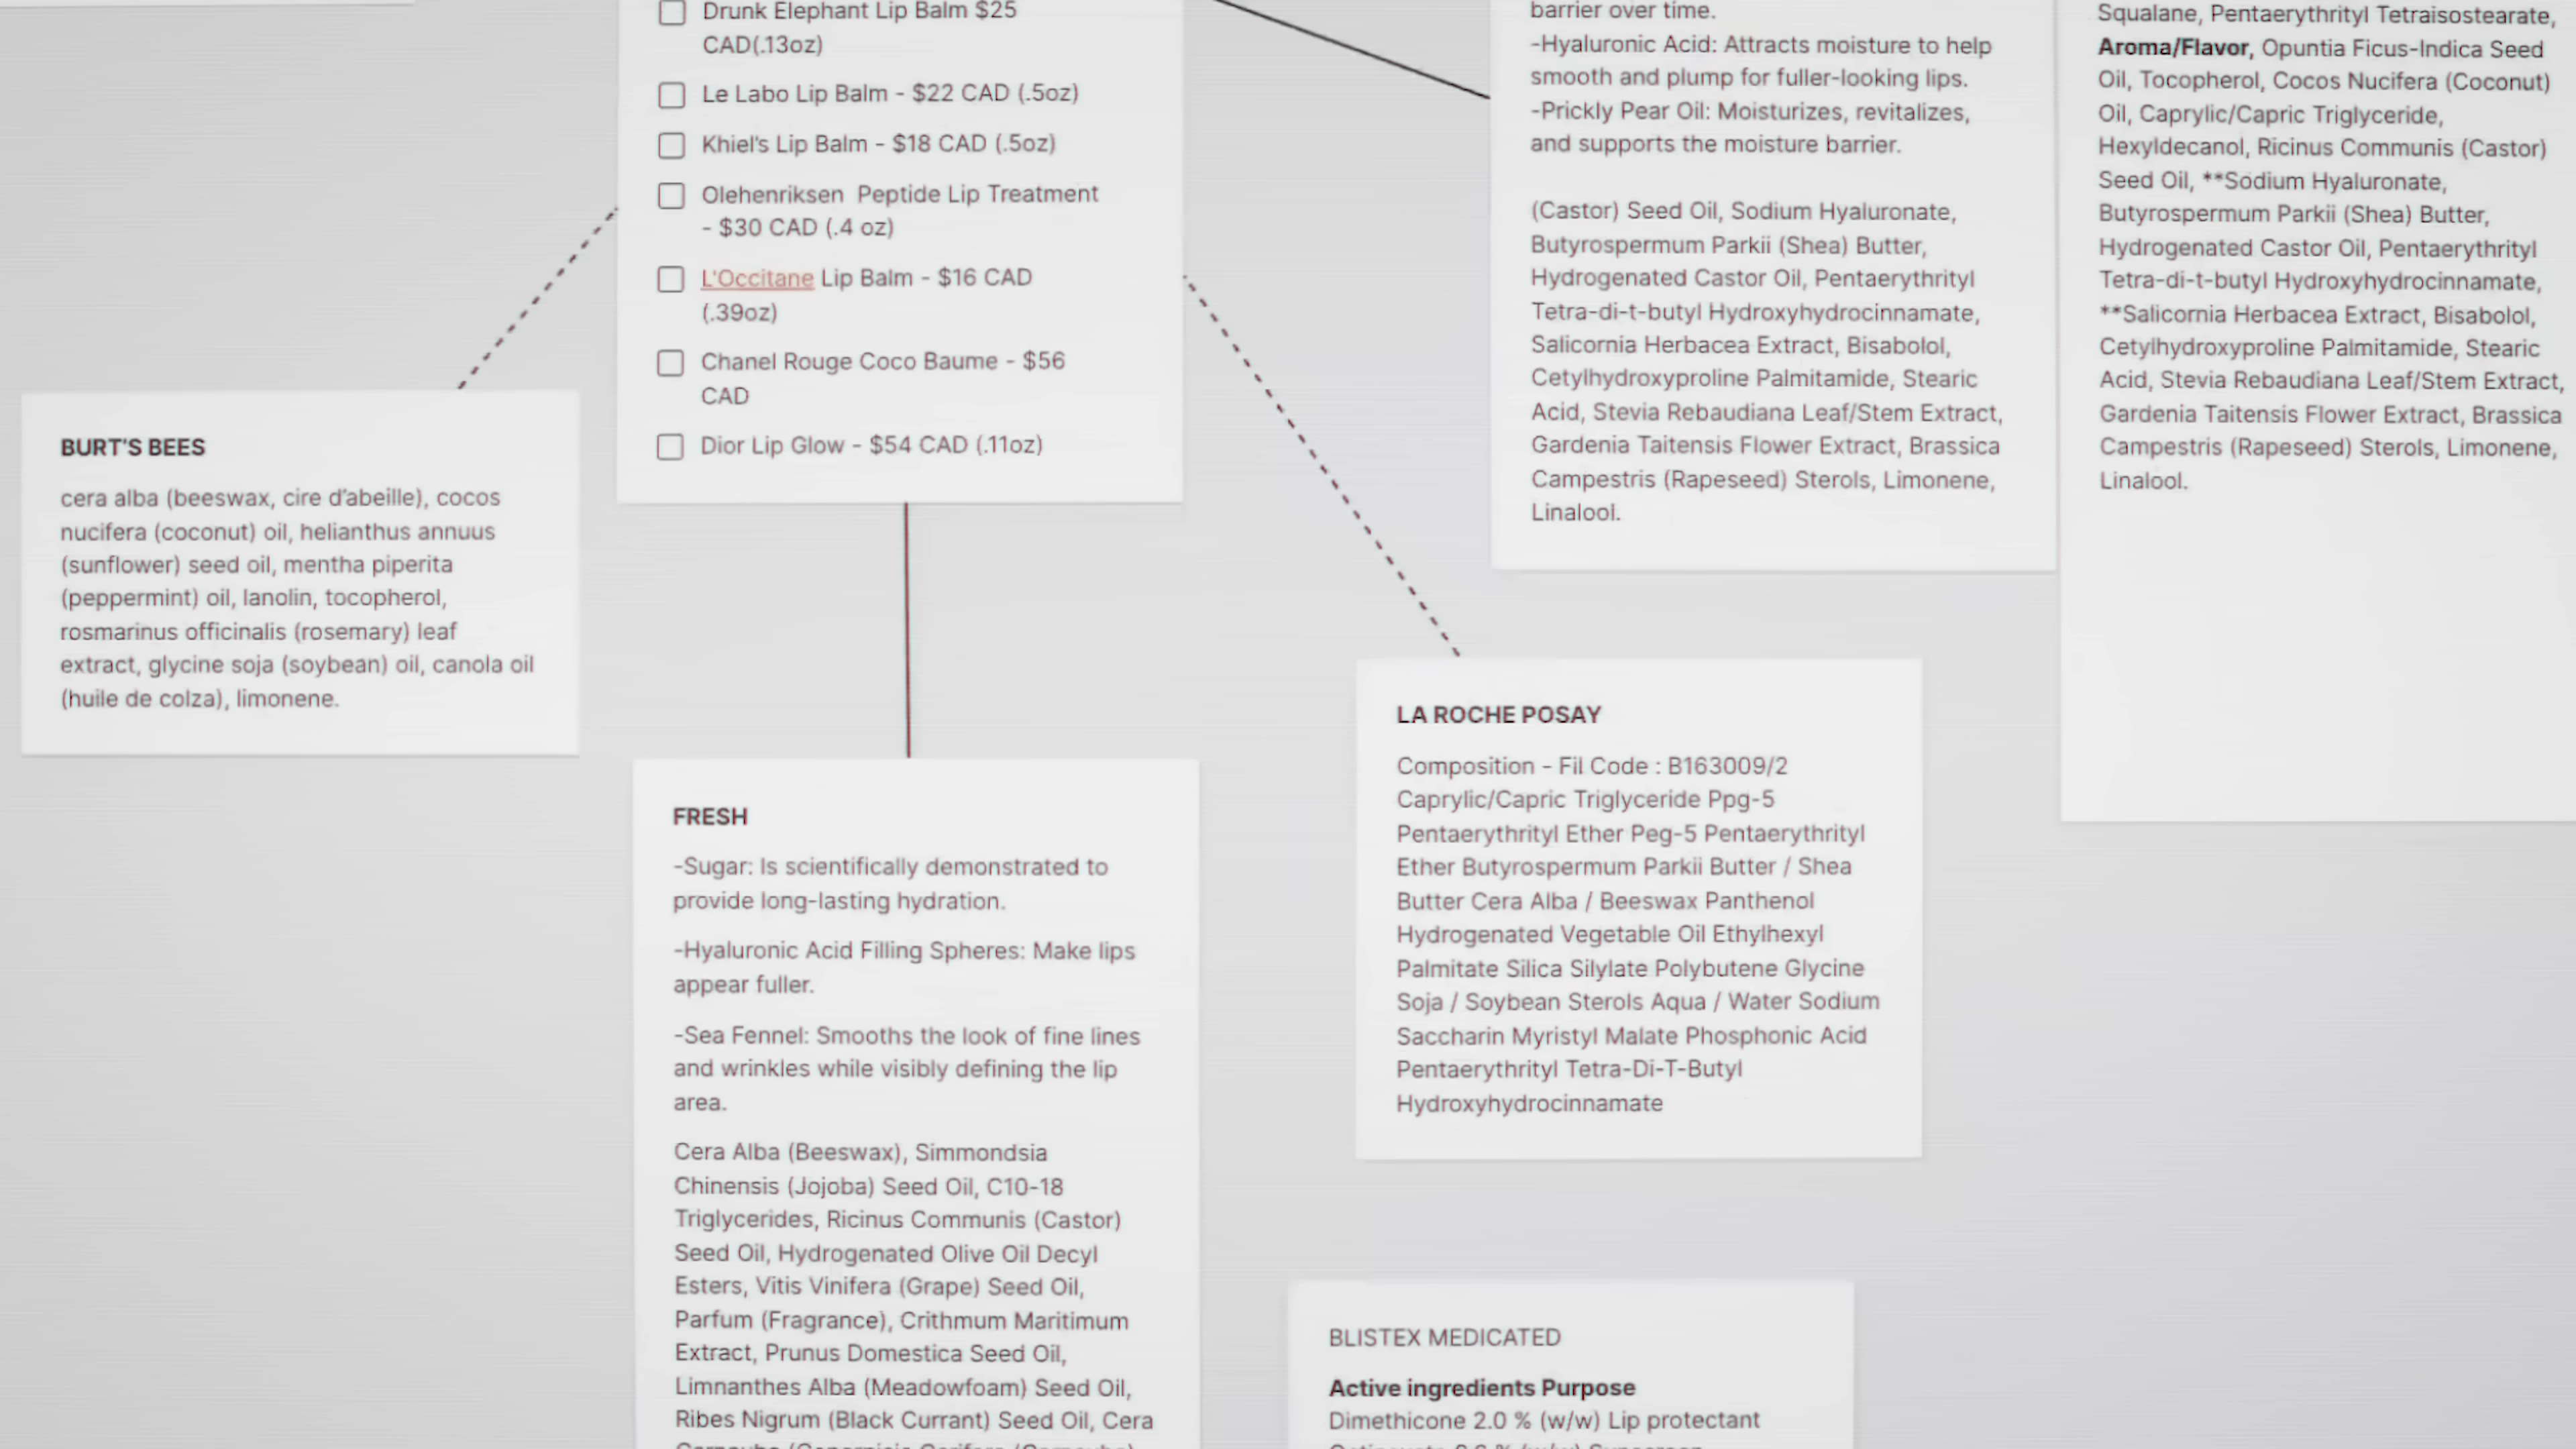 Drunk Elephant Lip Balm $25
CAD(.13oz)
Le Labo Lip Balm - $22 CAD (.5oz)
Khiel's Lip Balm - $18 CAD (.5oz)
Olehenriksen  Peptide Lip Treatment
- $30 CAD (.4 oz)
L'Occitane Lip Balm - $16 CAD
(.39oz)
Chanel Rouge Coco Baume - $56
CAD
Dior Lip Glow - $54 CAD (.11oz)
barrier over time.
-Hyaluronic Acid: Attracts moisture to help
smooth and plump for fuller-looking lips.
-Prickly Pear Oil: Moisturizes, revitalizes,
and supports the moisture barrier.
(Castor) Seed Oil, Sodium Hyaluronate,
Butyrospermum Parkii (Shea) Butter,
Hydrogenated Castor Oil, Pentaerythrityl
Tetra-di-t-butyl Hydroxyhydrocinnamate,
Salicornia Herbacea Extract, Bisabolol,
Cetylhydroxyproline Palmitamide, Stearic
Acid, Stevia Rebaudiana Leaf/Stem Extract,
Gardenia Taitensis Flower Extract, Brassica
Campestris (Rapeseed) Sterols, Limonene,
Linalool.
Squalane, Pentaerythrityl Tetraisostearate,
Aroma/Flavor, Opuntia Ficus-Indica Seed
Oil, Tocopherol, Cocos Nucifera (Coconut)
Oil, Caprylic/Capric Triglyceride,
Hexyldecanol, Ricinus Communis (Castor)
Seed Oil, **Sodium Hyaluronate,
Butyrospermum Parkii (Shea) Butter,
Hydrogenated Castor Oil, Pentaerythrityl
Tetra-di-t-butyl Hydroxyhydrocinnamate,
**Salicornia Herbacea Extract, Bisabolol,
Cetylhydroxyproline Palmitamide, Stearic
Acid, Stevia Rebaudiana Leaf/Stem Extract,
Gardenia Taitensis Flower Extract, Brassica
Campestris (Rapeseed) Sterols, Limonene,
Linalool.
BURT'S BEES
cera alba (beeswax, cire d'abeille), cocos
nucifera (coconut) oil, helianthus annuus
(sunflower) seed oil, mentha piperita
(peppermint) oil, lanolin, tocopherol,
rosmarinus officinalis (rosemary) leaf
extract, glycine soja (soybean) oil, canola oil
(huile de colza), limonene.
FRESH
-Sugar: Is scientifically demonstrated to
provide long-lasting hydration.
-Hyaluronic Acid Filling Spheres: Make lips
appear fuller.
-Sea Fennel: Smooths the look of fine lines
and wrinkles while visibly defining the lip
area.
Cera Alba (Beeswax), Simmondsia
Chinensis (Jojoba) Seed Oil, C10-18
Triglycerides, Ricinus Communis (Castor)
Seed Oil, Hydrogenated Olive Oil Decyl
Esters, Vitis Vinifera (Grape) Seed Oil,
Parfum (Fragrance), Crithmum Maritimum
Extract, Prunus Domestica Seed Oil,
Limnanthes Alba (Meadowfoam) Seed Oil,
Ribes Nigrum (Black Currant) Seed Oil, Cera
LA ROCHE POSAY
Composition - Fil Code : B163009/2
Caprylic/Capric Triglyceride Ppg-5
Pentaerythrityl Ether Peg-5 Pentaerythrityl
Ether Butyrospermum Parkii Butter / Shea
Butter Cera Alba / Beeswax Panthenol
Hydrogenated Vegetable Oil Ethylhexyl
Palmitate Silica Silylate Polybutene Glycine
Soja / Soybean Sterols Aqua / Water Sodium
Saccharin Myristyl Malate Phosphonic Acid
Pentaerythrityl Tetra-Di-T-Butyl
Hydroxyhydrocinnamate
BLISTEX MEDICATED
Active ingredients Purpose
Dimethicone 2.0 % (w/w) Lip protectant